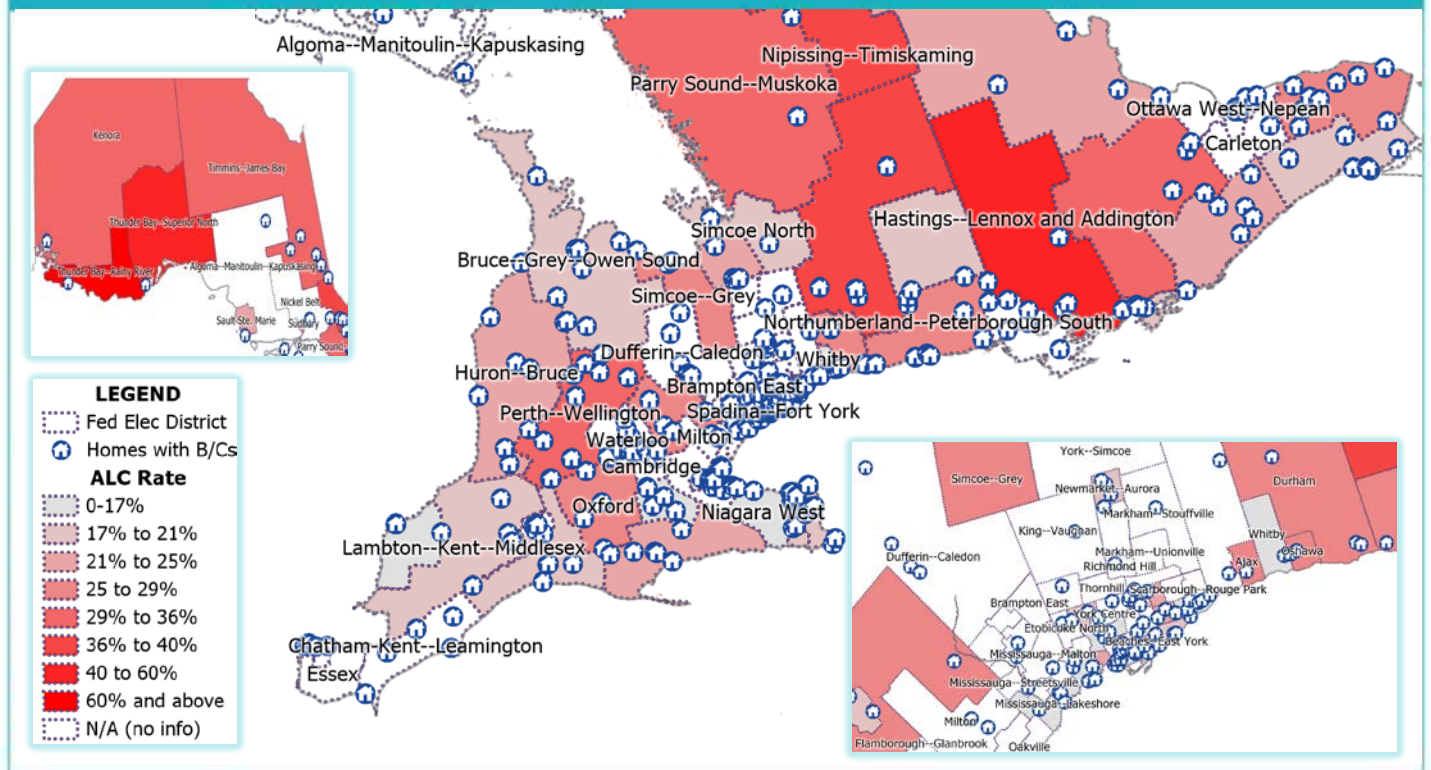 Algoma--Manitoulin--Kapuskasing
Nipissing--Timiskaming
Parry Sound--Muskoka
Ottawa West--Nepean
Carleton
Hastings--Lennox and Addington
Simcoe North
Bruce--Grey--Owen Sound
Simcoe--Grey
Northumberland--Peterborough South
Dufferin--Caledon
Whitby
Huron--Bruce
Brampton East
Perth--Wellington
Spadina--Fort York
Waterloo
Milton
Cambridge
Oxford
Niagara West
Lambton--Kent--Middlesex
Chatham-Kent--Leamington
Essex
Kenora
Timmins--James Bay
Thunder Bay--Superior North
Thunder Bay--Rainy River
Algoma--Manitoulin--Kapuskasing
Nickel Belt
Sault Ste. Marie
Sudbury
Parry Sound
LEGEND
Fed Elec District
Homes with B/Cs
ALC Rate
0-17%
17% to 21%
21% to 25%
25 to 29%
29% to 36%
36% to 40%
40 to 60%
60% and above
N/A (no info)
York--Simcoe
Simcoe--Grey
Durham
Newmarket--Aurora
Markham--Stouffville
King--Vaughan
Whitby
Markham--Unionville
Oshawa
Dufferin--Caledon
Richmond Hill
Ajax
Thornhill
Scarborough--Rouge Park
Brampton East
York Centre
Etobicoke North
Beaches--East York
Mississauga--Malton
Mississauga--Streetsville
Mississauga--Lakeshore
Milton
Flamborough--Glanbrook
Oakville